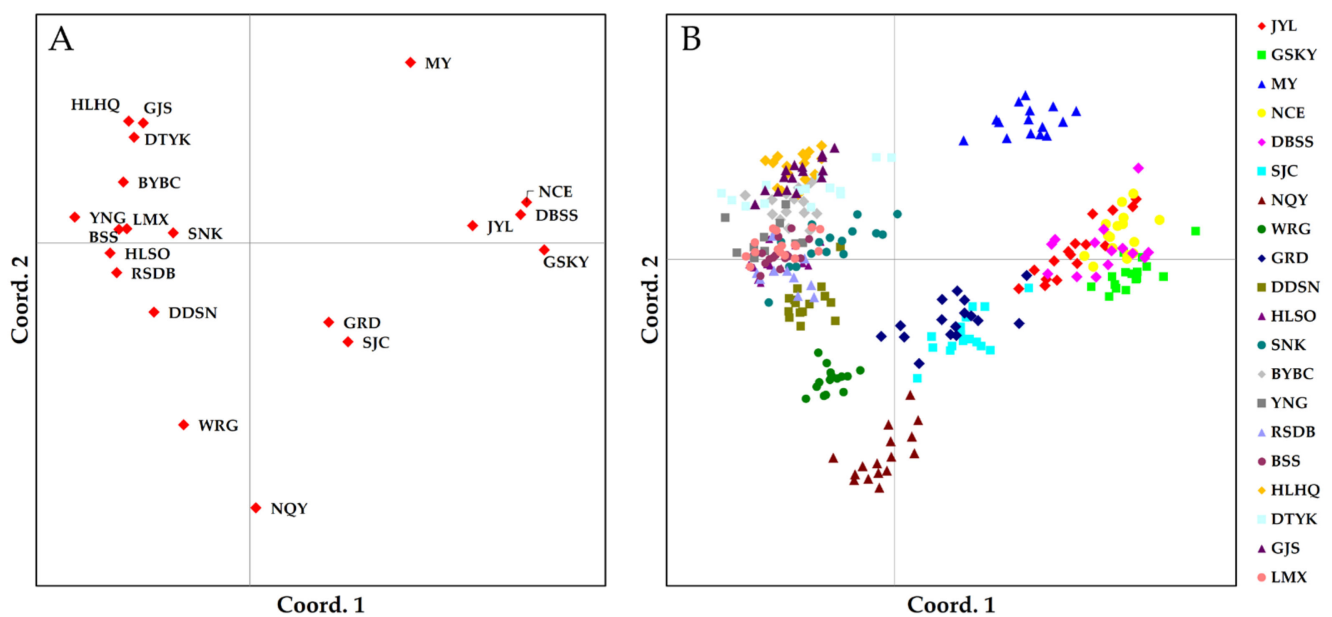 A
MY
HLHQ
GJS
DTYK
BYBC
YNG
LMX
BSS
SNK
HLSO
RSDB
DDSN
NCE
DBSS
JYL
GSKY
GRD
SJC
WRG
NQY
Coord. 2
Coord. 1
B
Coord. 2
Coord. 1
JYL
GSKY
MY
NCE
DBSS
SJC
NQY
WRG
GRD
DDSN
HLSO
SNK
BYBC
YNG
RSDB
BSS
HLHQ
DTYK
GJS
LMX